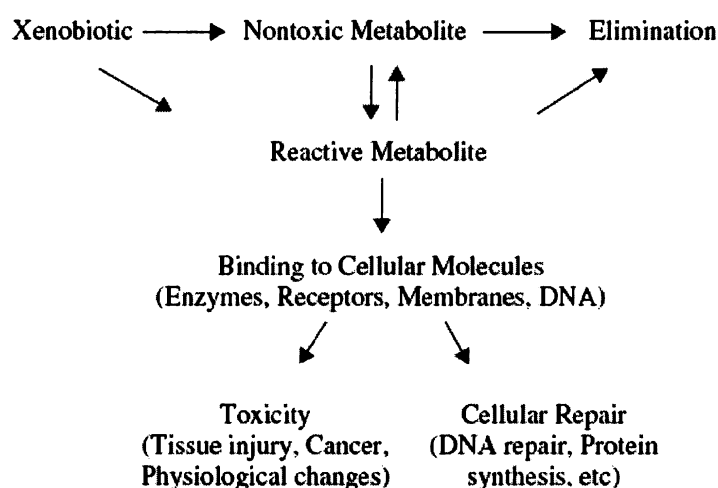 Xenobiotic Nontoxic Metabolite Elimination
Reactive Metabolite
Binding to Cellular Molecules
(Enzymes, Receptors, Membranes, DNA)
Toxicity
(Tissue injury, Cancer,
Physiological changes)
Cellular Repair
(DNA repair, Protein
synthesis, etc)